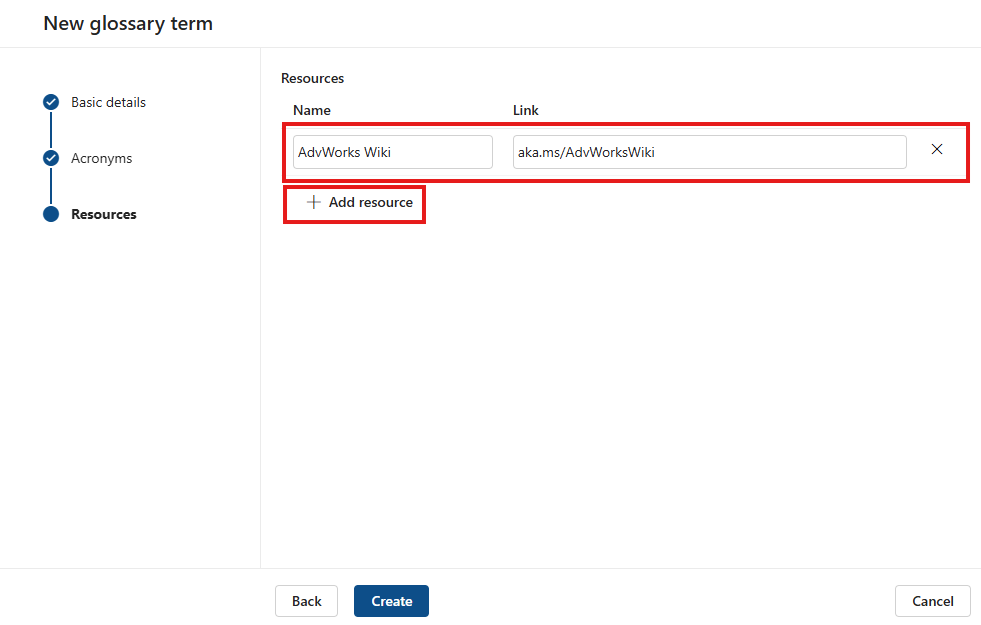 New glossary term
Basic details
Acronyms
Resources
Resources
Name Link
AdvWorks Wiki aka.ms/AdvWorksWiki
Add resource
Back Create Cancel